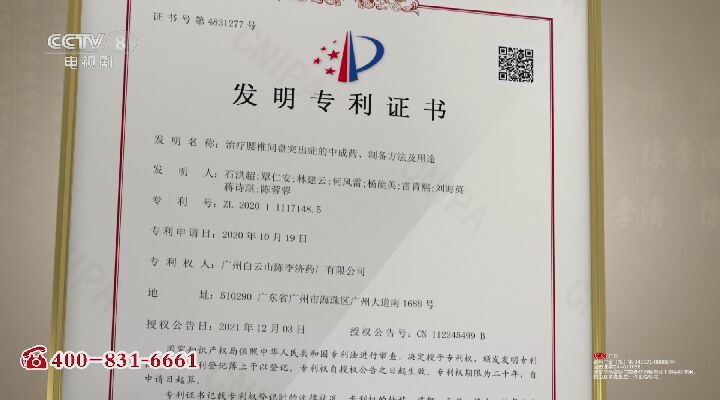 CCTV 8
电视剧
证书号第4831277号
发明专利证书
发明名称：治疗腰椎间盘突出症的中成药、制备方法及用途
发明人：石洪超;覃仁安;林建云;何风雷;杨能英;雷肖熙;刘海英
蒋诗琪;陈蓉蓉
专利号：ZL 2020 1 1117148.5
专利申请日：2020年10月19日
专利权人：广州白云山陈李济药厂有限公司
地址：510290 广东省广州市海珠区广州大道南1688号
授权公告日：2021年12月03日 授权公告号：CN 112245499 B
国家知识产权局依照中华人民共和国专利法进行审查，决定授予专利权，颁发发明专利
专利登记簿上予以登记。专利权自授权公告之日起生效。专利权期限为二十年，自
申请日起算。
专利证书记载专利权登记时的法律状况。
400-831-6661
陈李济